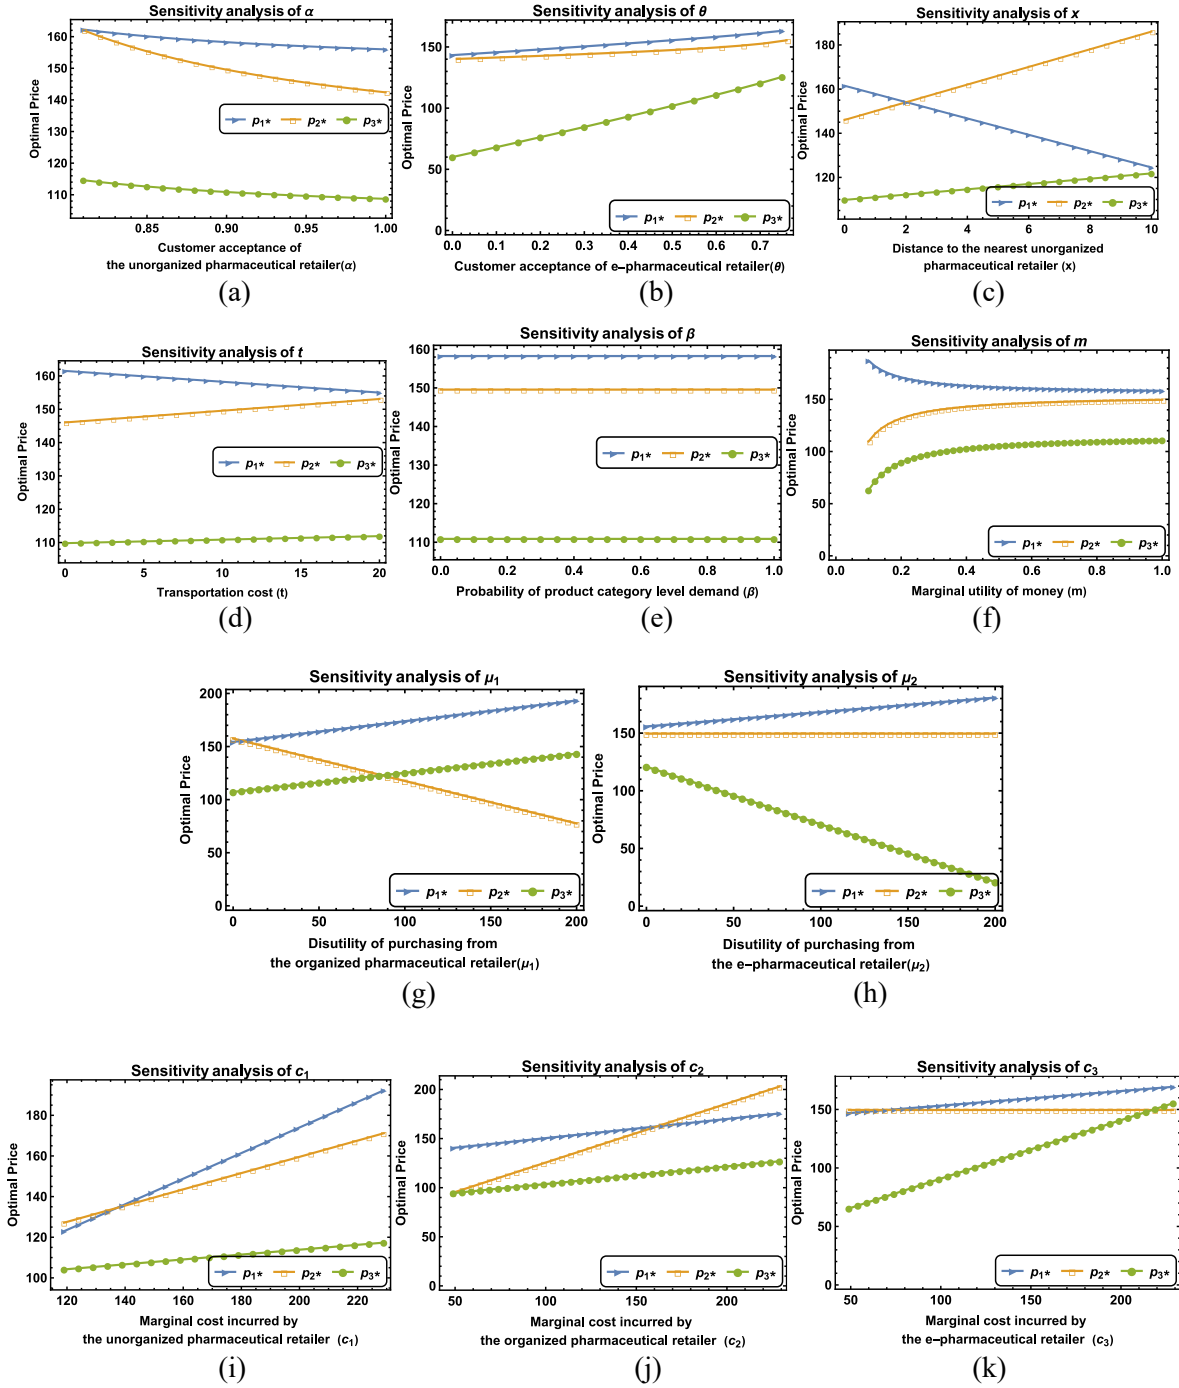 Sensitivity analysis of α
Optimal Price
160
150
140
130
120
110
p1* p2* p3*
0.85 0.90 0.95 1.00
Customer acceptance of
the unorganized pharmaceutical retailer(α)
(a)
Sensitivity analysis of θ
Optimal Price
150
100
50
0
p1* p2* p3*
0.0 0.1 0.2 0.3 0.4 0.5 0.6 0.7
Customer acceptance of e–pharmaceutical retailer(θ)
(b)
Sensitivity analysis of x
Optimal Price
180
160
140
120
p1* p2* p3*
0 2 4 6 8 10
Distance to the nearest unorganized
pharmaceutical retailer (x)
(c)
Sensitivity analysis of t
Optimal Price
160
150
140
130
120
110
p1* p2* p3*
0 5 10 15 20
Transportation cost (t)
(d)
Sensitivity analysis of β
Optimal Price
160
150
140
130
120
110
p1* p2* p3*
0.0 0.2 0.4 0.6 0.8 1.0
Probability of product category level demand (β)
(e)
Sensitivity analysis of m
Optimal Price
150
100
50
0
p1* p2* p3*
0.0 0.2 0.4 0.6 0.8 1.0
Marginal utility of money (m)
(f)
Sensitivity analysis of μ1
Optimal Price
200
150
100
50
0
p1* p2* p3*
0 50 100 150 200
Disutility of purchasing from
the organized pharmaceutical retailer(μ1)
(g)
Sensitivity analysis of μ2
Optimal Price
150
100
50
0
p1* p2* p3*
0 50 100 150 200
Disutility of purchasing from
the e–pharmaceutical retailer(μ2)
(h)
Sensitivity analysis of c1
Optimal Price
180
160
140
120
100
p1* p2* p3*
120 140 160 180 200 220
Marginal cost incurred by
the unorganized pharmaceutical retailer (c1)
(i)
Sensitivity analysis of c2
Optimal Price
200
150
100
50
0
p1* p2* p3*
50 100 150 200
Marginal cost incurred by
the organized pharmaceutical retailer (c2)
(j)
Sensitivity analysis of c3
Optimal Price
150
100
50
0
p1* p2* p3*
50 100 150 200
Marginal cost incurred by
the e–pharmaceutical retailer (c3)
(k)